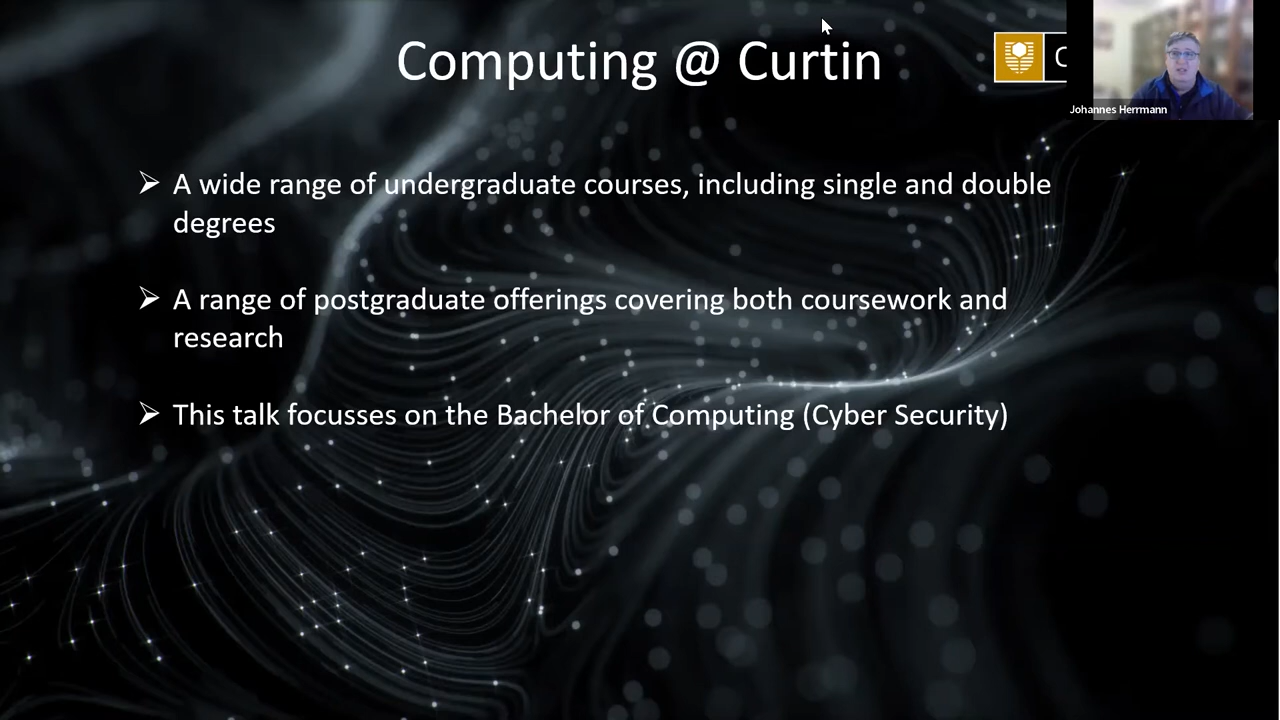 Computing @ Curtin
C
Johannes Herrmann
➢ A wide range of undergraduate courses, including single and double
degrees
➢ A range of postgraduate offerings covering both coursework and
research
➢ This talk focusses on the Bachelor of Computing (Cyber Security)